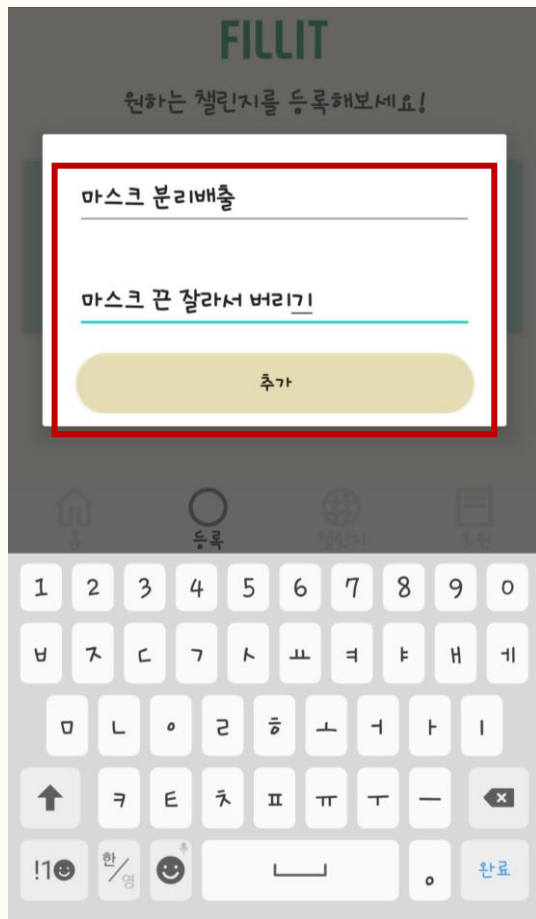 FILLIT
원하는 챌린지를 등록해보세요!
마스크 분리배출
마스크 끈 잘라서 버리기
추가
홈 등록 챌린지 후원
1 2 3 4 5 6 7 8 9 0
ㅂ ㅈ ㄷ ㄱ ㅅ ㅛ ㅕ ㅑ ㅐ ㅔ
ㅁ ㄴ ㅇ ㄹ ㅎ ㅗ ㅓ ㅏ ㅣ
ㅋ ㅌ ㅊ ㅍ ㅠ ㅜ ㅡ
!1☻ 한/영 . 완료